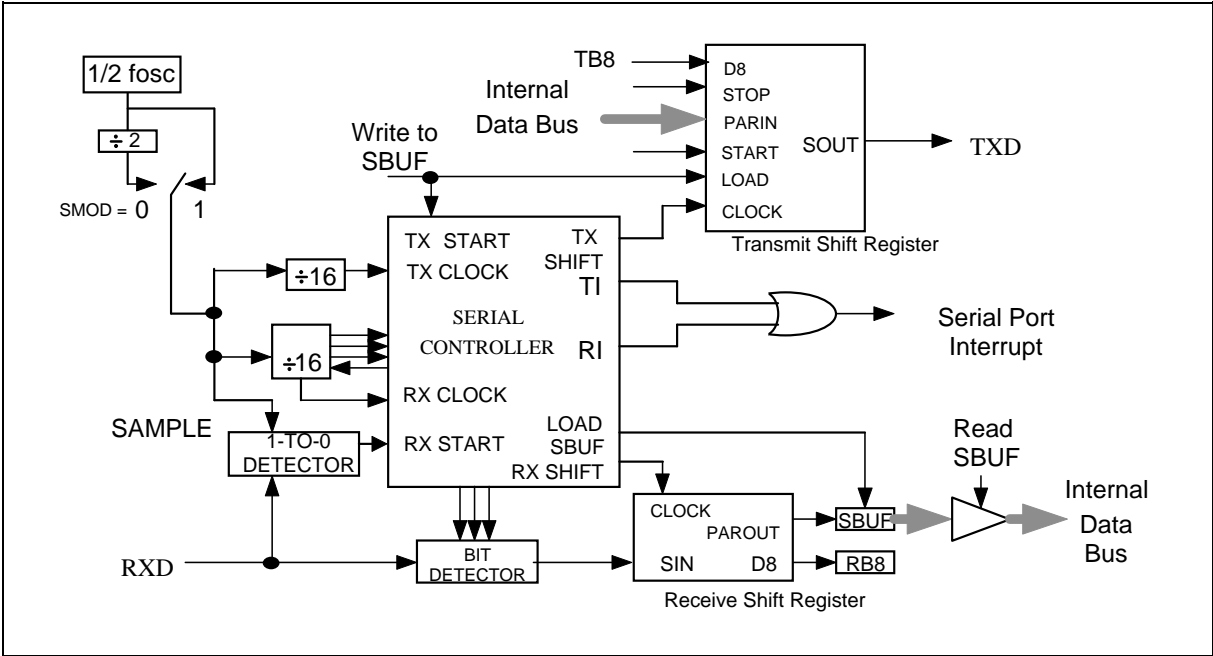 1/2 fosc
÷ 2
SMOD = 0 1
Write to
SBUF
TB8
Internal
Data Bus
D8
STOP
PARIN
START
LOAD
CLOCK
SOUT
TXD
Transmit Shift Register
÷16
÷16
TX START
TX CLOCK
SERIAL
CONTROLLER
RX CLOCK
RX START
TX
SHIFT
TI
RI
LOAD
SBUF
RX SHIFT
Serial Port
Interrupt
SAMPLE
1-TO-0
DETECTOR
RXD
BIT
DETECTOR
CLOCK
PAROUT
SIN
D8
Receive Shift Register
SBUF
RB8
Read
SBUF
Internal
Data
Bus